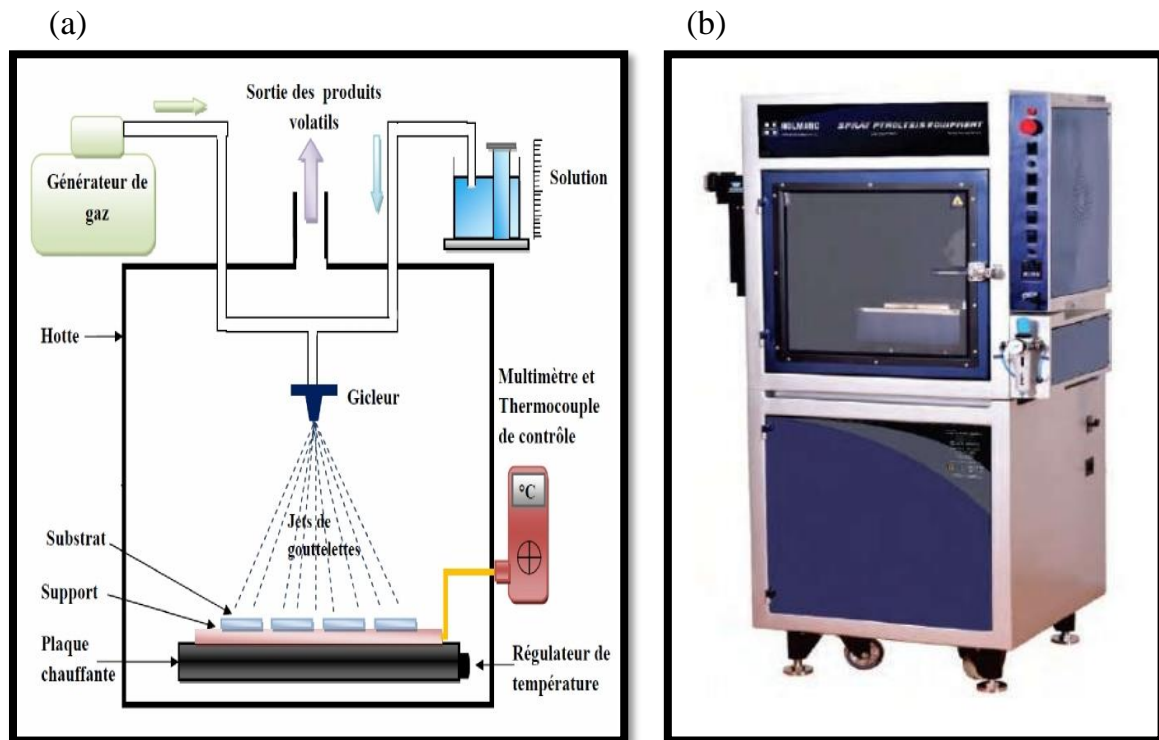 (a)
(b)
Sortie des produits
volatils
Générateur de
gaz
Solution
Hotte
Gicleur
Multimètre et
Thermocouple
de contrôle
°C
Jets de
gouttelettes
Substrat
Support
Plaque
chauffante
Régulateur de
température
HOLMARC
SPRAY PYROLYSIS EQUIPMENT